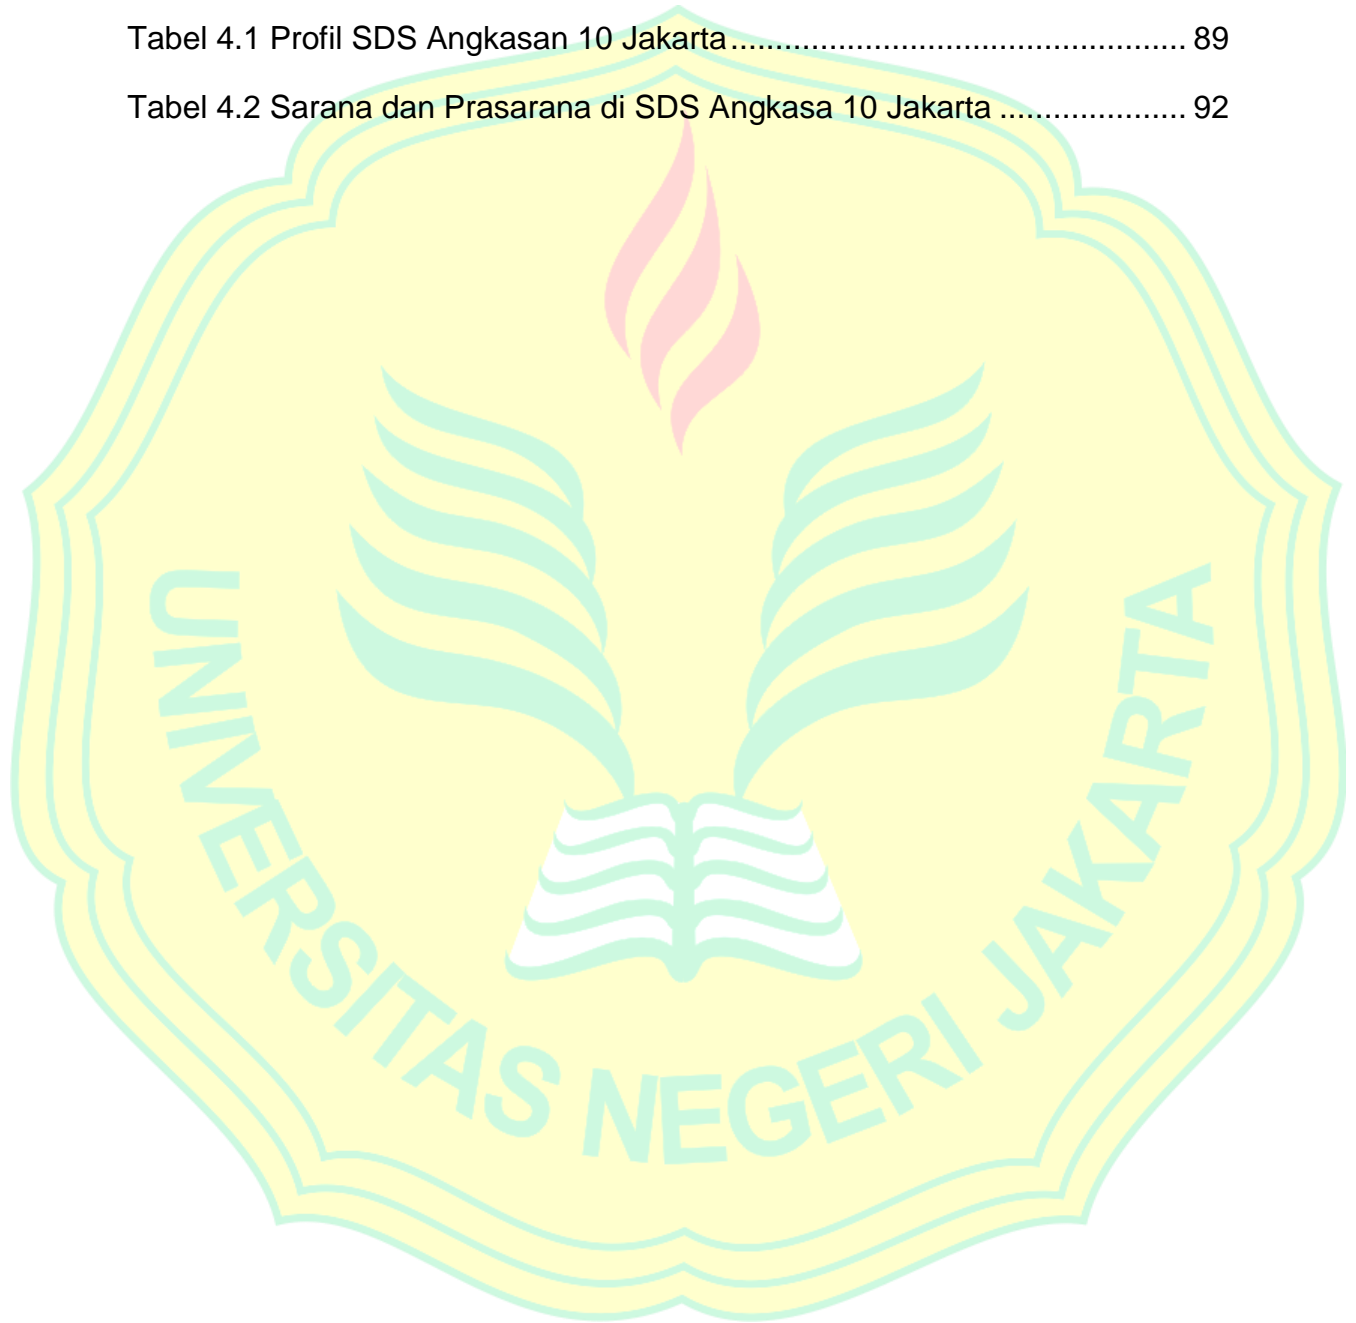 Tabel 4.1 Profil SDS Angkasan 10 Jakarta.................................................. 89
Tabel 4.2 Sarana dan Prasarana di SDS Angkasa 10 Jakarta .................... 92
UNIVERSITAS NEGERI JAKARTA